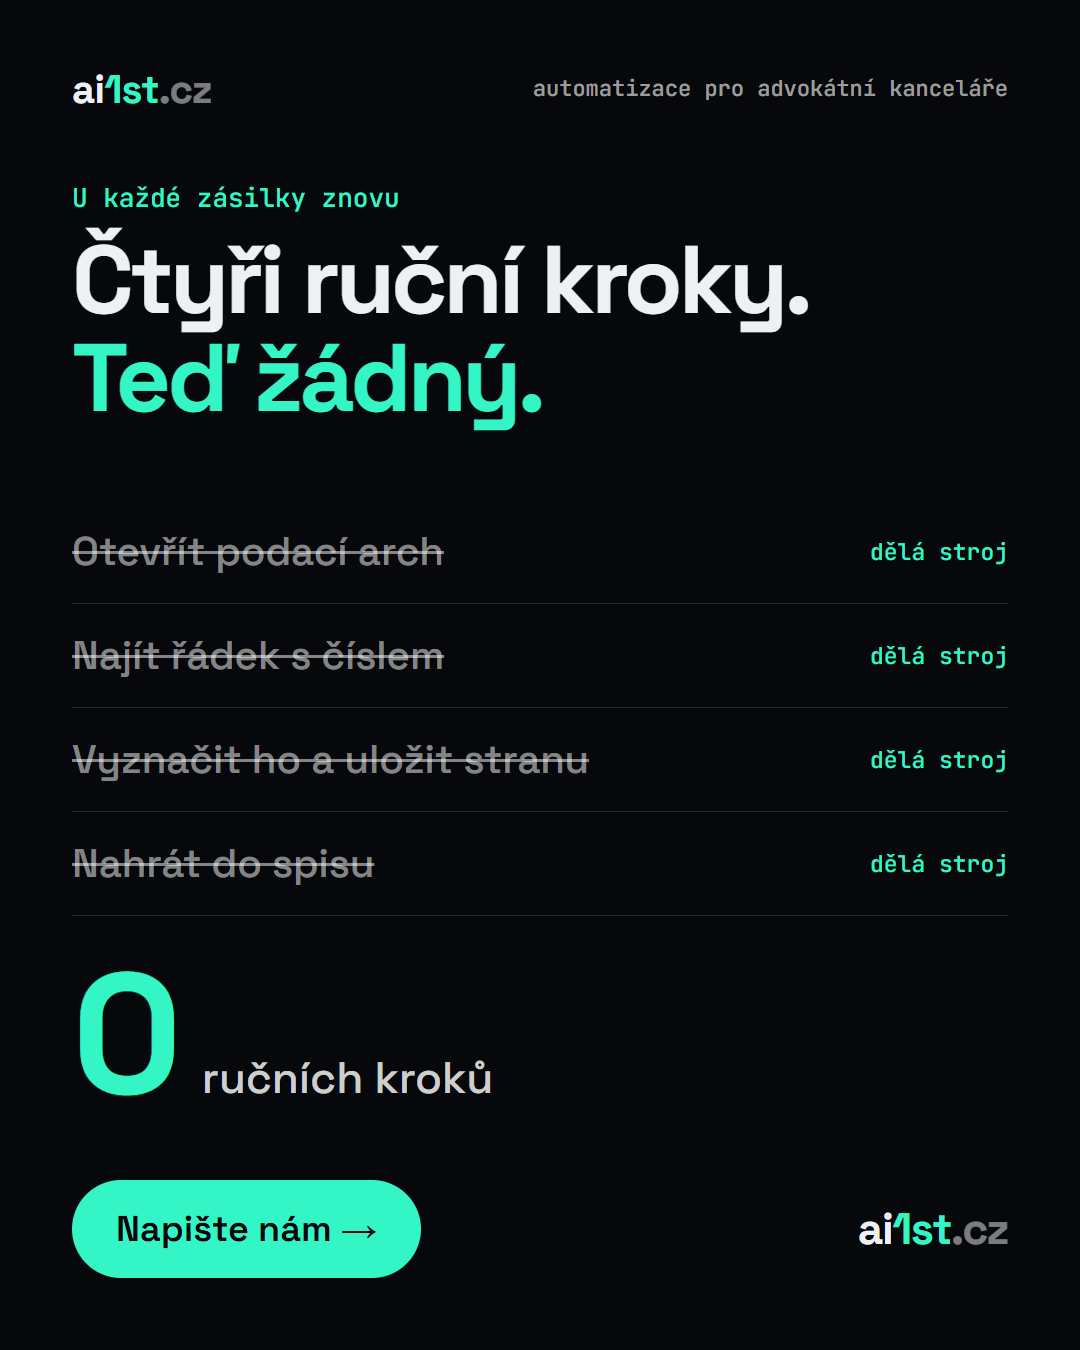 ai1st.cz
automatizace pro advokátní kanceláře
U každé zásilky znovu
Čtyři ruční kroky.
Teď žádný.
Otevřít podací arch
dělá stroj
Najít řádek s číslem
dělá stroj
Vyznačit ho a uložit stranu
dělá stroj
Nahrát do spisu
dělá stroj
0 ručních kroků
Napište nám →
ai1st.cz